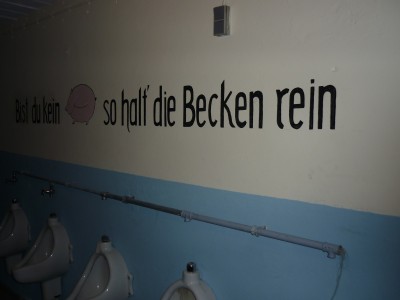 Bist du kein so halt' die Becken rein